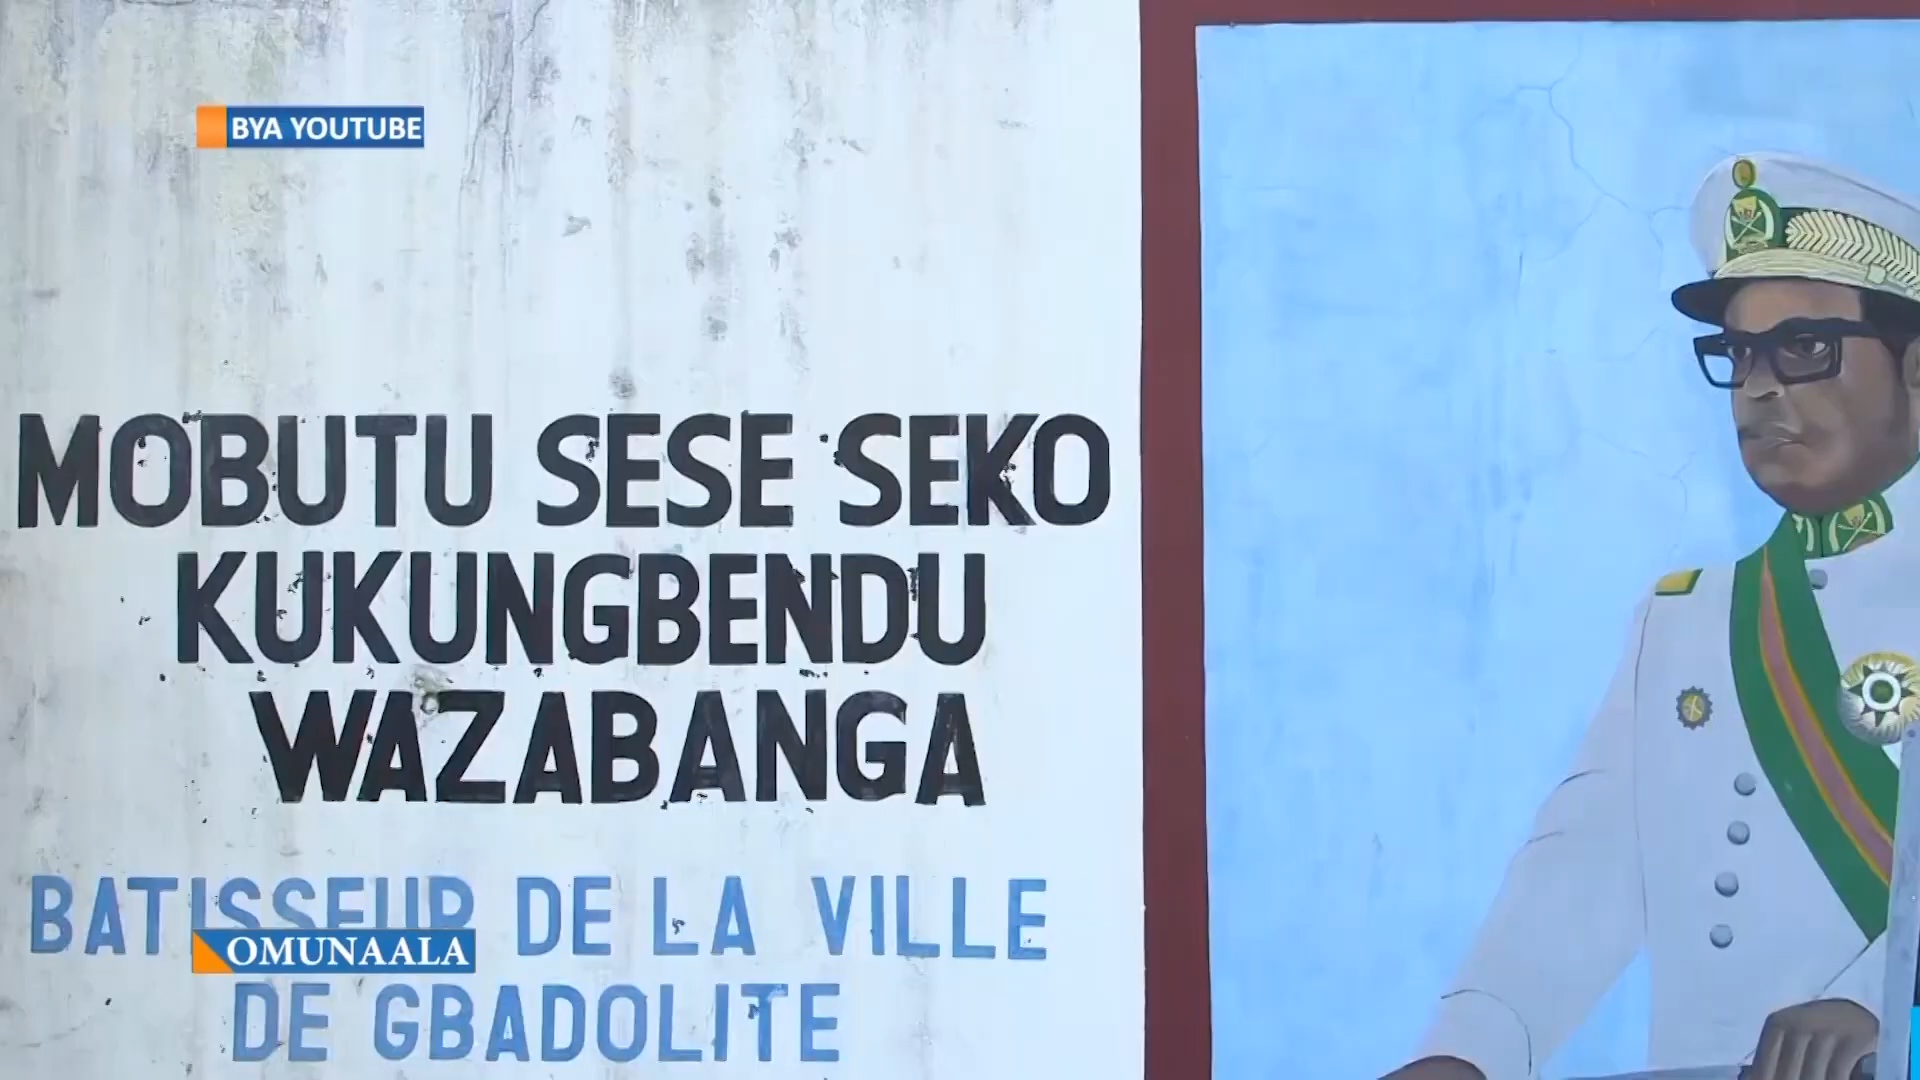 BYA YOUTUBE
MOBUTU SESE SEKO
KUKUNGBENDU
WAZABANGA
BATISSEUR DE LA VILLE
OMUNAALA
DE GBADOLITE